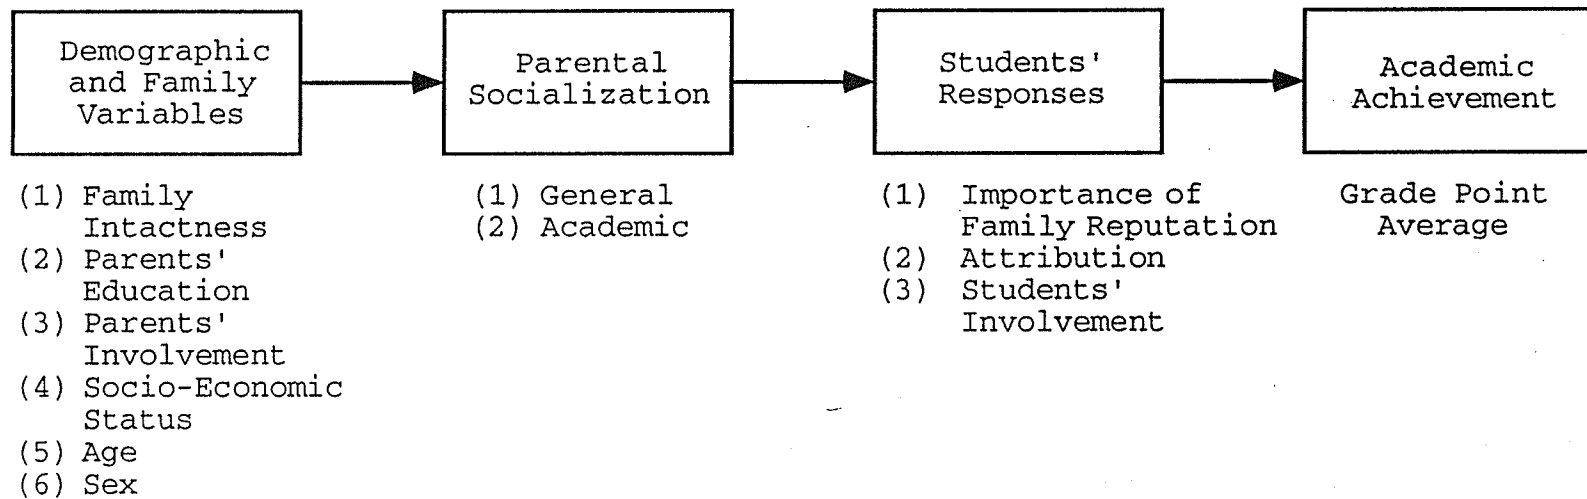 Demographic
and Family
Variables
Parental
Socialization
Students'
Responses
Academic
Achievement
(1) Family
Intactness
(2) Parents'
Education
(3) Parents'
Involvement
(4) Socio-Economic
Status
(5) Age
(6) Sex
(1) General
(2) Academic
(1) Importance of
Family Reputation
(2) Attribution
(3) Students'
Involvement
Grade Point
Average